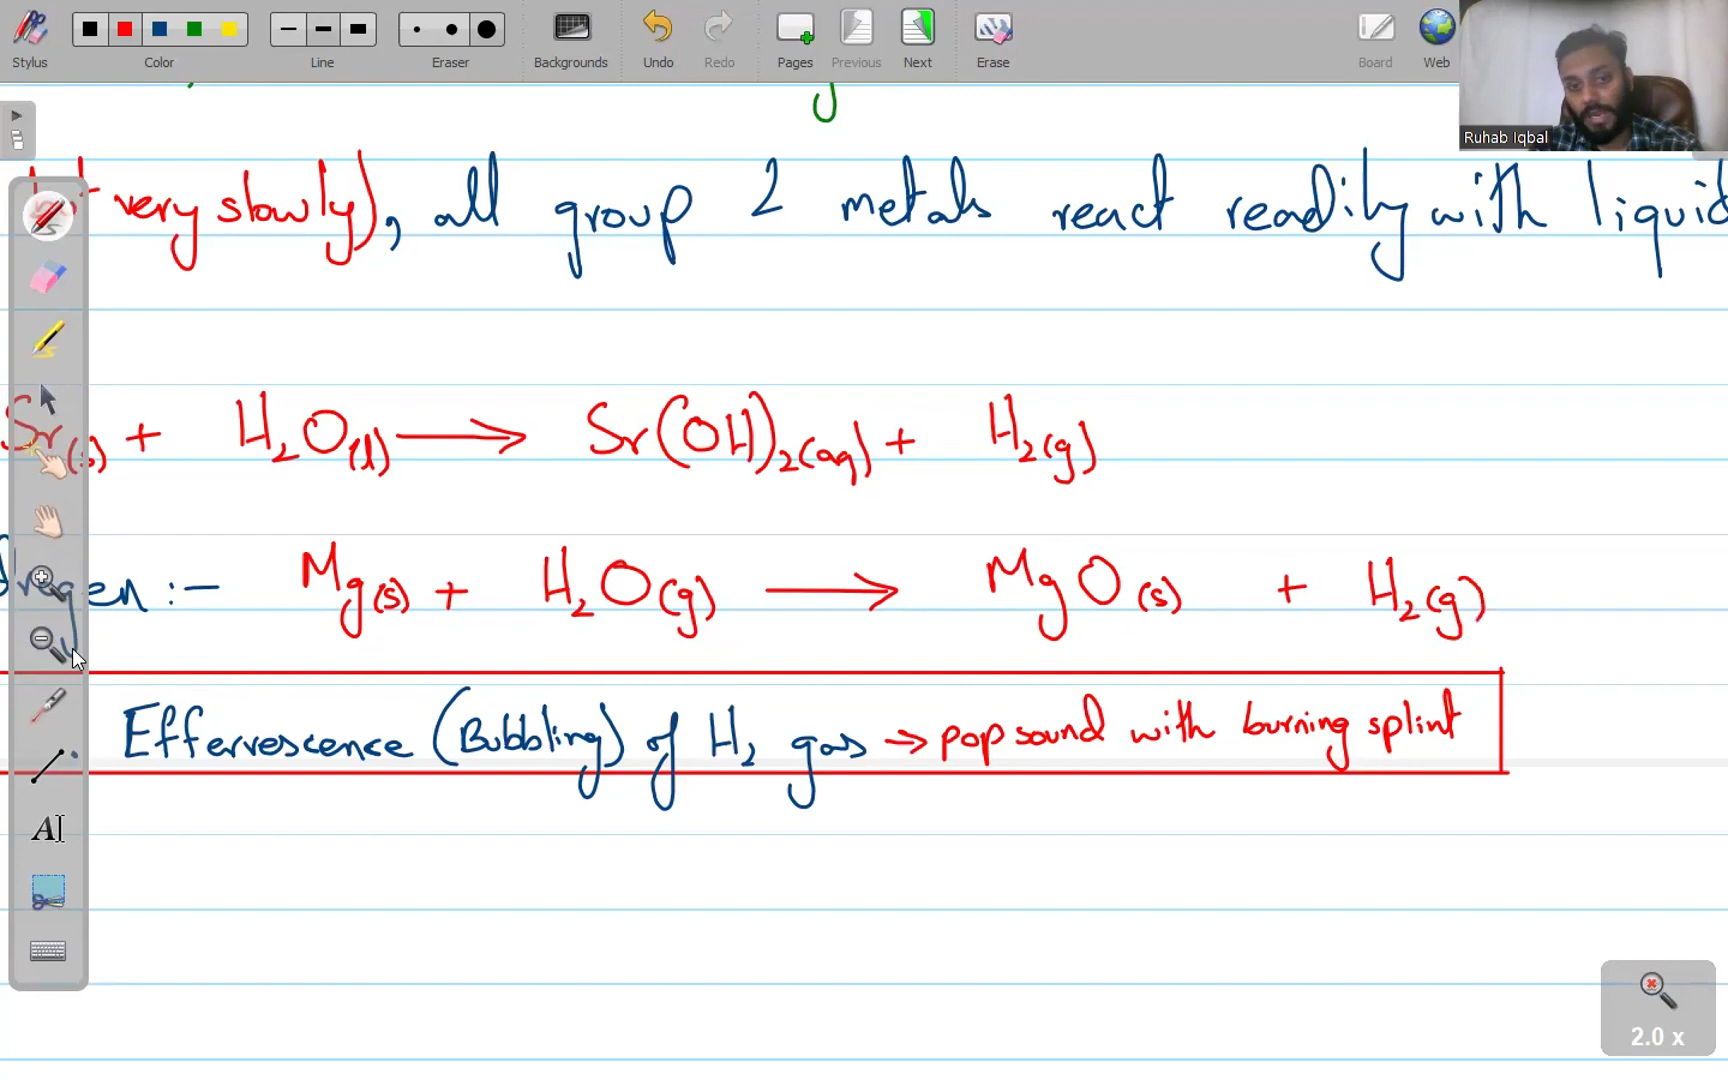 Stylus Color Line Eraser Backgrounds Undo Redo Pages Previous Next Erase Board Web
Ruhab Iqbal
very slowly), all group 2 metals react readily with liquid
Sr(s) + H₂O(l) → Sr(OH)₂(aq) + H₂(g)
drogen :- Mg(s) + H₂O(g) → MgO(s) + H₂(g)
Effervescence (Bubbling) of H₂ gas → pop sound with burning splint
2.0 x